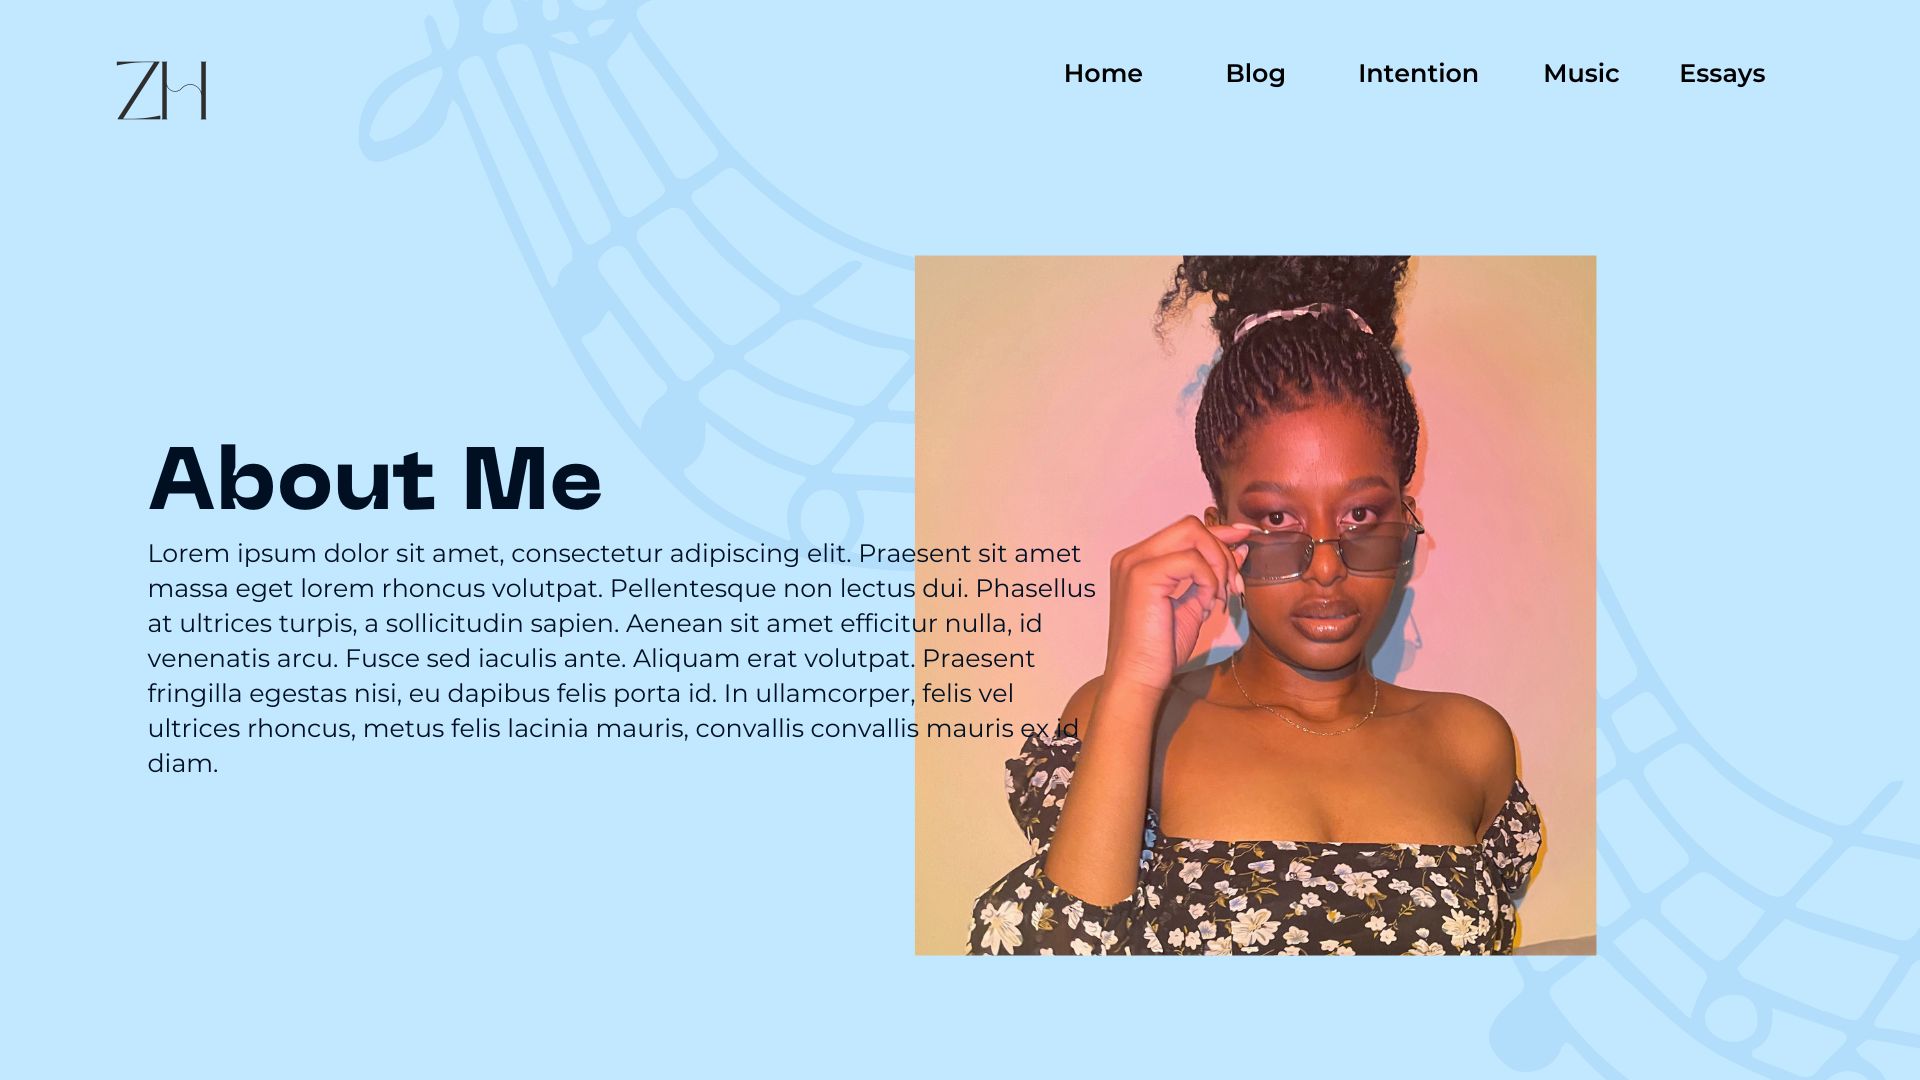 ZH
Home Blog Intention Music Essays
About Me
Lorem ipsum dolor sit amet, consectetur adipiscing elit. Praesent sit amet
massa eget lorem rhoncus volutpat. Pellentesque non lectus dui. Phasellus
at ultrices turpis, a sollicitudin sapien. Aenean sit amet efficitur nulla, id
venenatis arcu. Fusce sed iaculis ante. Aliquam erat volutpat. Praesent
fringilla egestas nisi, eu dapibus felis porta id. In ullamcorper, felis vel
ultrices rhoncus, metus felis lacinia mauris, convallis convallis mauris ex id
diam.